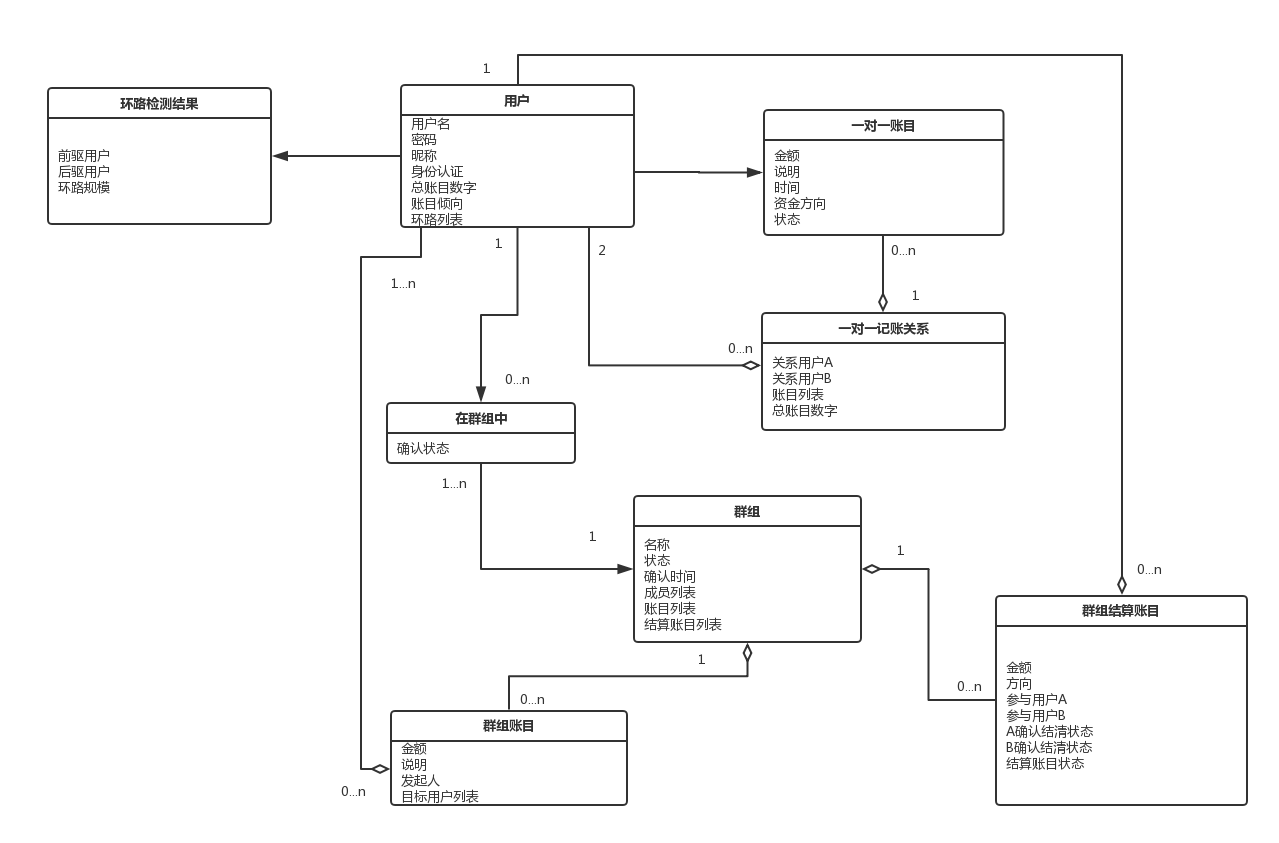 环路检测结果
前驱用户
后驱用户
环路规模
1
用户
用户名
密码
昵称
身份认证
总账目数字
账目倾向
环路列表
一对一账目
金额
说明
时间
资金方向
状态
1
2
1...n
0...n
1
0...n
一对一记账关系
关系用户A
关系用户B
账目列表
总账目数字
0...n
在群组中
确认状态
1...n
1
群组
名称
状态
确认时间
成员列表
账目列表
结算账目列表
1
0...n
群组结算账目
金额
方向
参与用户A
参与用户B
A确认结清状态
B确认结清状态
结算账目状态
0...n
1
0...n
群组账目
金额
说明
发起人
目标用户列表
0...n